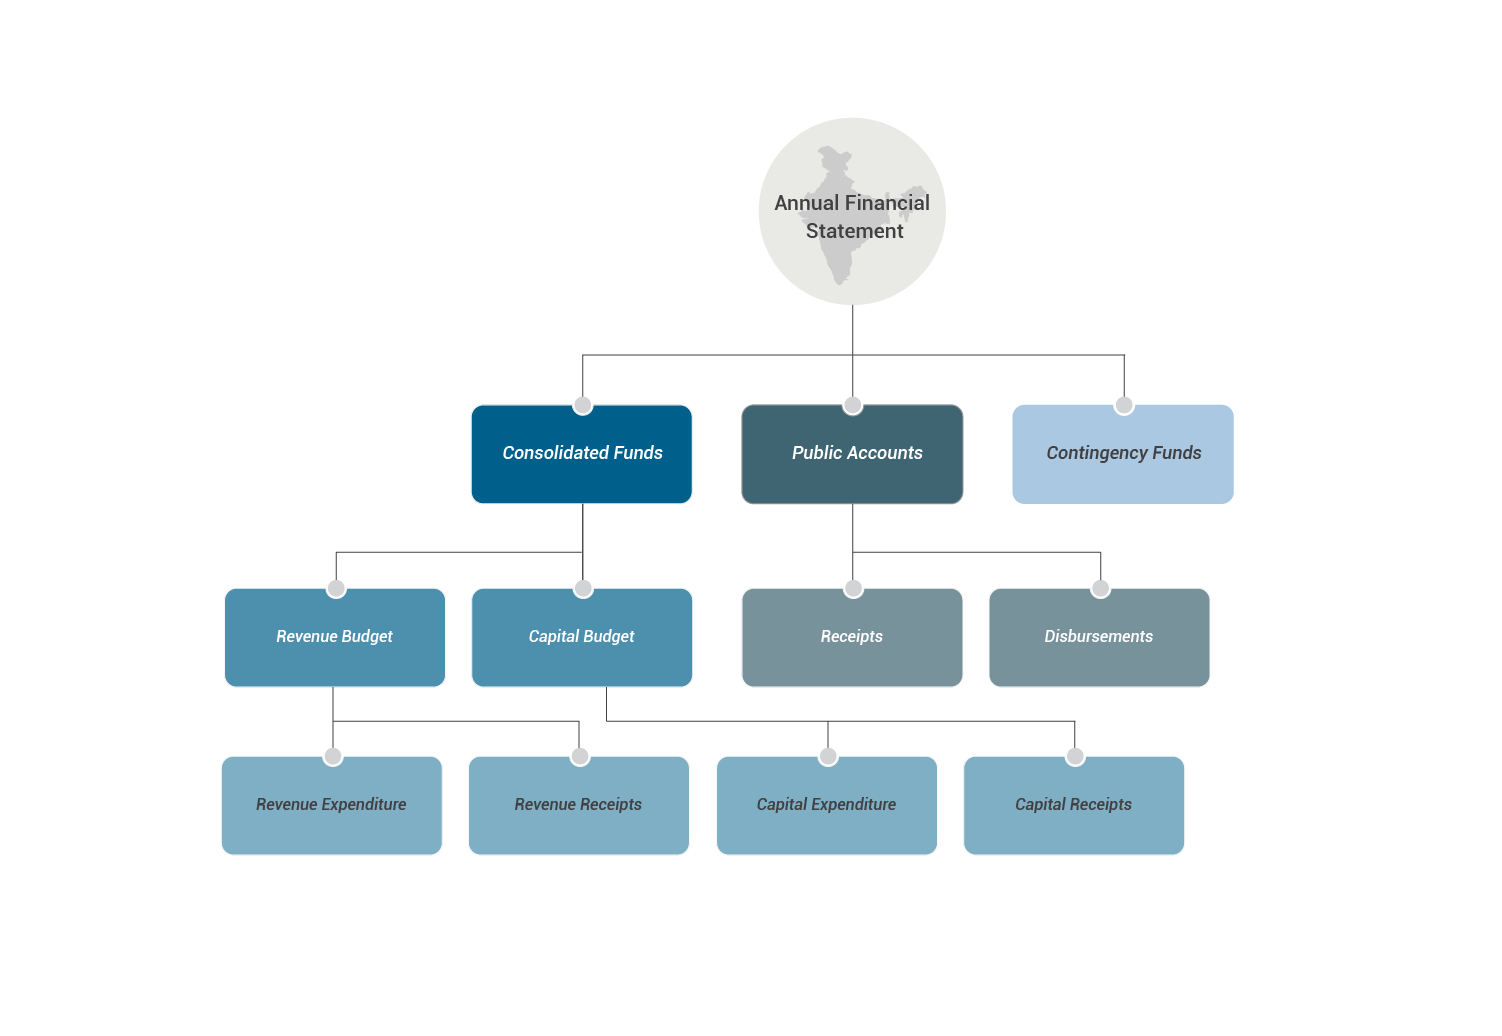 Annual Financial
Statement
Consolidated Funds
Public Accounts
Contingency Funds
Revenue Budget
Capital Budget
Receipts
Disbursements
Revenue Expenditure
Revenue Receipts
Capital Expenditure
Capital Receipts